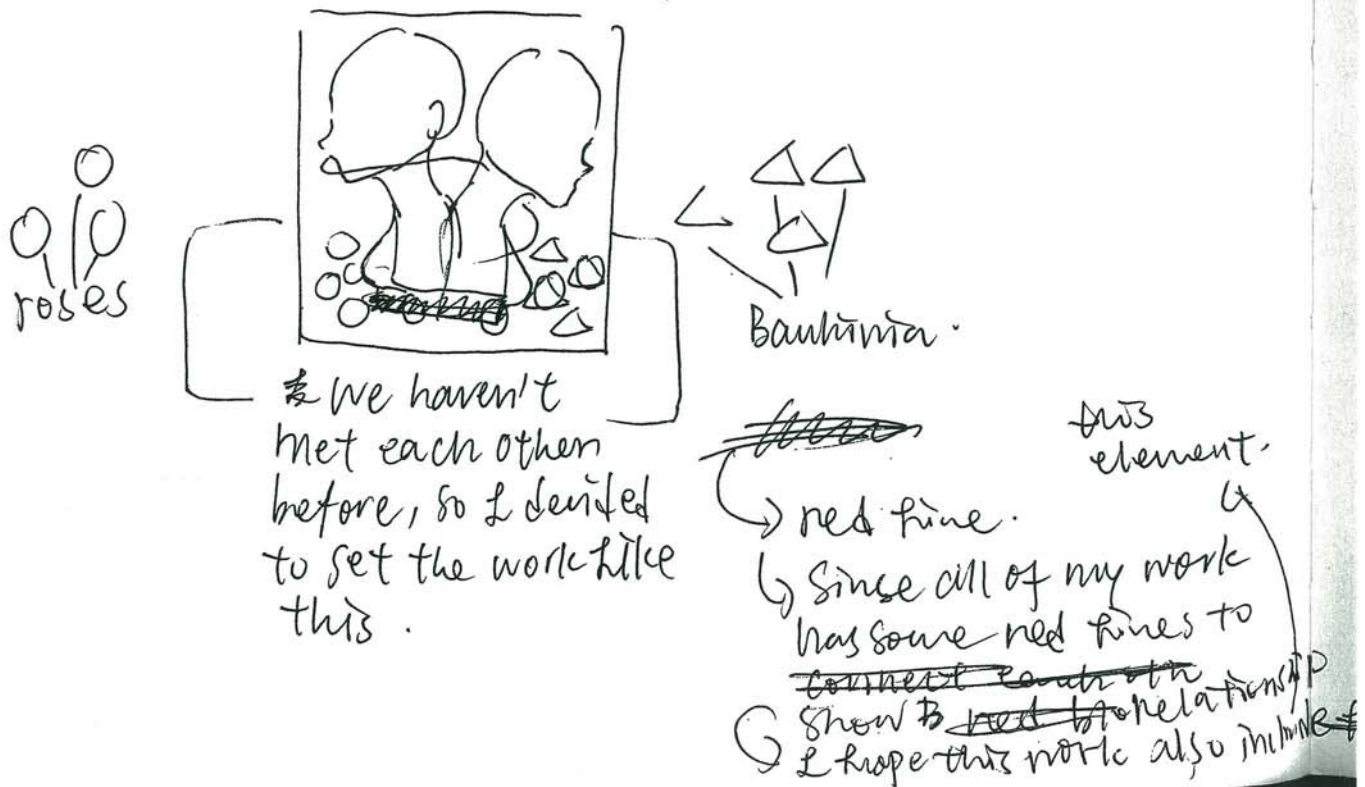 roses
Bauhinia.
we haven't
met each other
before, so I decided
to set the work like
this.
red line.
Since all of my work
has some red lines to
connect each oth
show relationship
I hope this work also include
this
element.